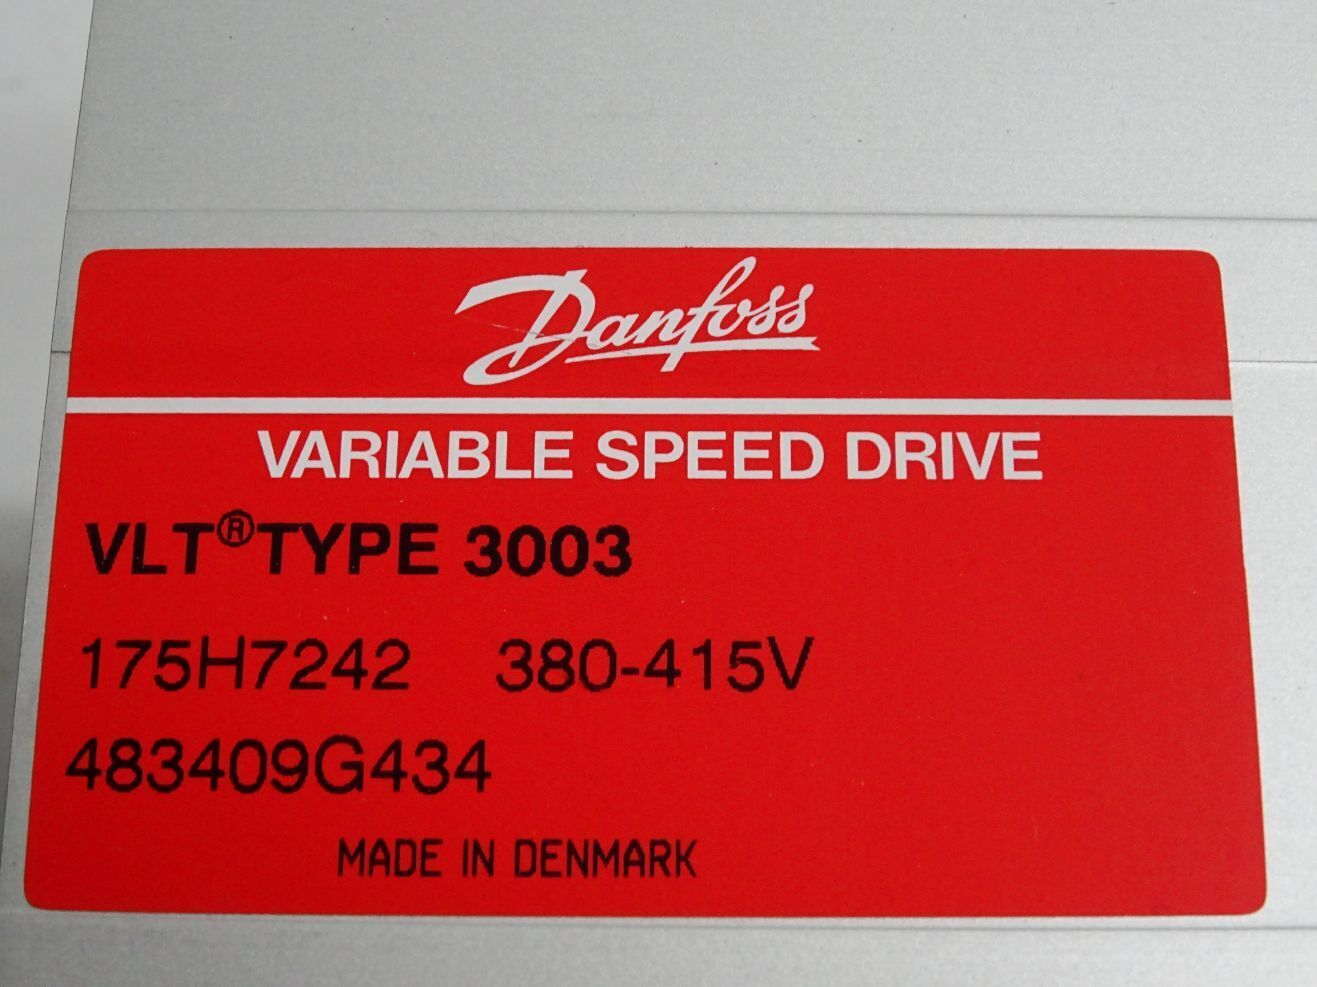 Danfoss
VARIABLE SPEED DRIVE
VLT® TYPE 3003
175H7242 380-415V
483409G434
MADE IN DENMARK